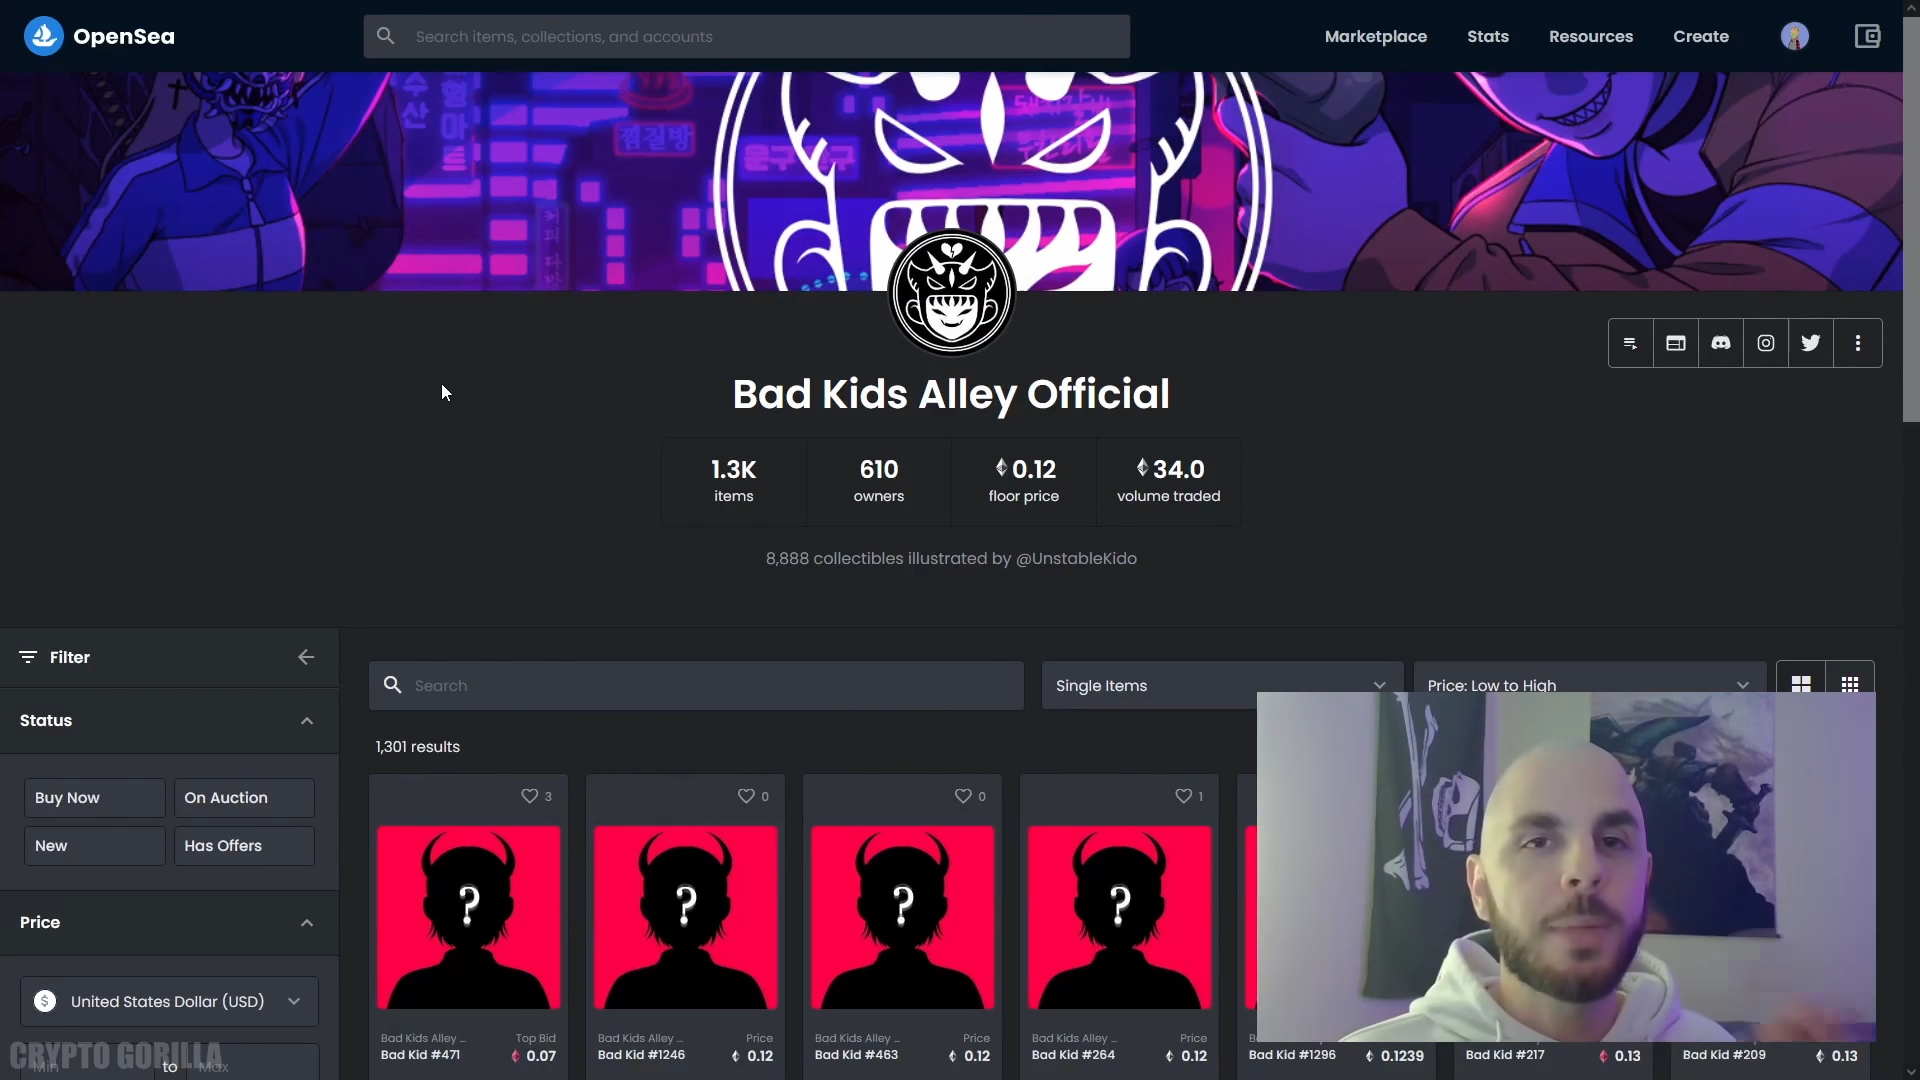 OpenSea
Search items, collections, and accounts
Marketplace
Stats
Resources
Create
찜질방
Bad Kids Alley Official
1.3K
items
610
owners
0.12
floor price
34.0
volume traded
8,888 collectibles illustrated by @UnstableKido
Filter
Search
Single Items
Price: Low to High
Status
1,301 results
Buy Now
On Auction
New
Has Offers
3
0
0
1
?
?
?
?
Price
$ United States Dollar (USD)
Min
to
Max
CRYPTO GORILLA
Bad Kids Alley ...
Top Bid
Bad Kid #471
0.07
Bad Kids Alley ...
Price
Bad Kid #1246
0.12
Bad Kids Alley ...
Price
Bad Kid #463
0.12
Bad Kids Alley ...
Price
Bad Kid #264
0.12
Bad Kid #1296
0.1239
Bad Kid #217
0.13
Bad Kid #209
0.13